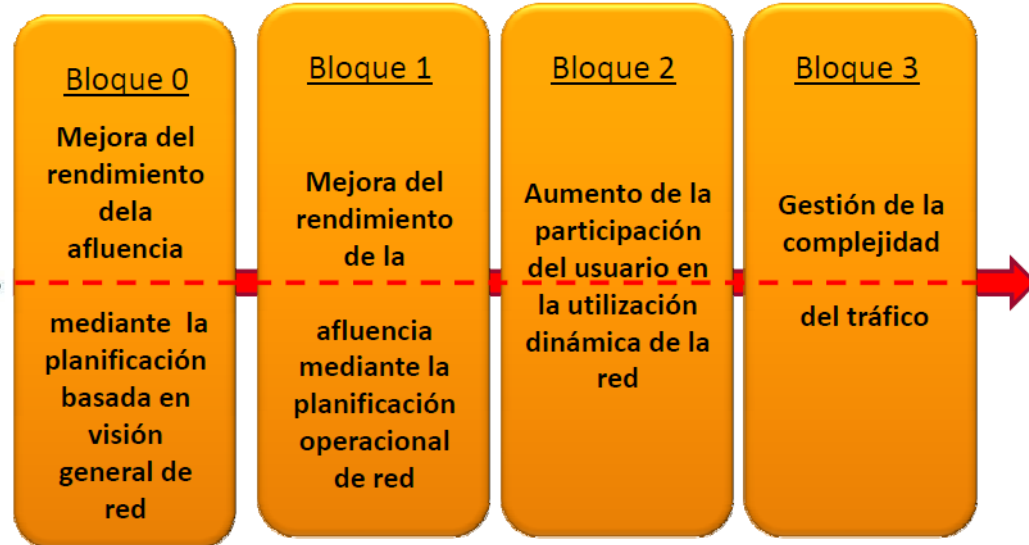 Bloque 0
Mejora del
rendimiento
dela
afluencia
mediante la
planificación
basada en
visión
general de
red
Bloque 1
Mejora del
rendimiento
de la
afluencia
mediante la
planificación
operacional
de red
Bloque 2
Aumento de la
participación
del usuario en
la utilización
dinámica de la
red
Bloque 3
Gestión de la
complejidad
del tráfico